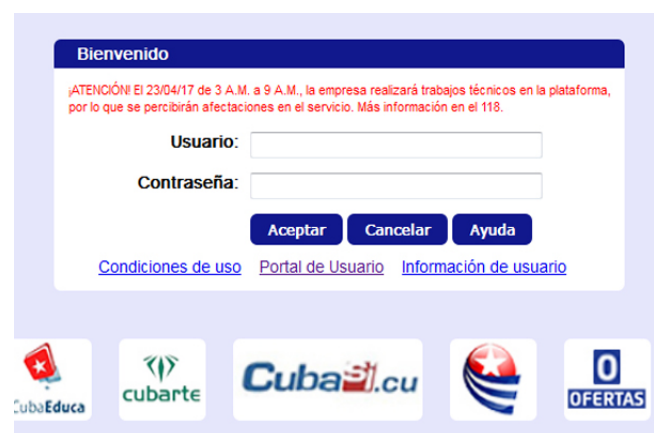 Bienvenido
¡ATENCIÓN! El 23/04/17 de 3 A.M. a 9 A.M., la empresa realizará trabajos técnicos en la plataforma,
por lo que se percibirán afectaciones en el servicio. Más información en el 118.
Usuario:
Contraseña:
Aceptar Cancelar Ayuda
Condiciones de uso Portal de Usuario Información de usuario
CubaEduca
cubarte
CubaSí.cu
O
OFERTAS